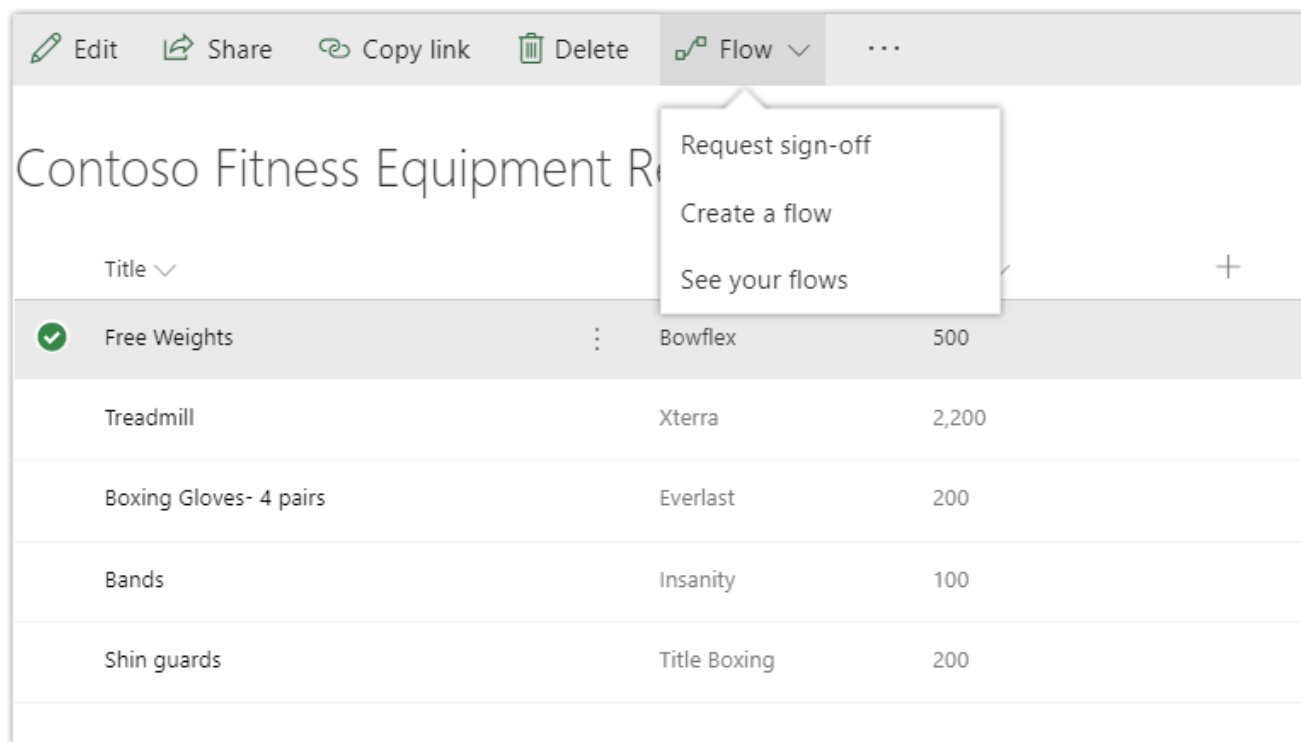 Edit Share Copy link Delete Flow ...
Request sign-off
Contoso Fitness Equipment
Create a flow
Title
See your flows
Free Weights Bowflex 500
Treadmill Xterra 2,200
Boxing Gloves- 4 pairs Everlast 200
Bands Insanity 100
Shin guards Title Boxing 200